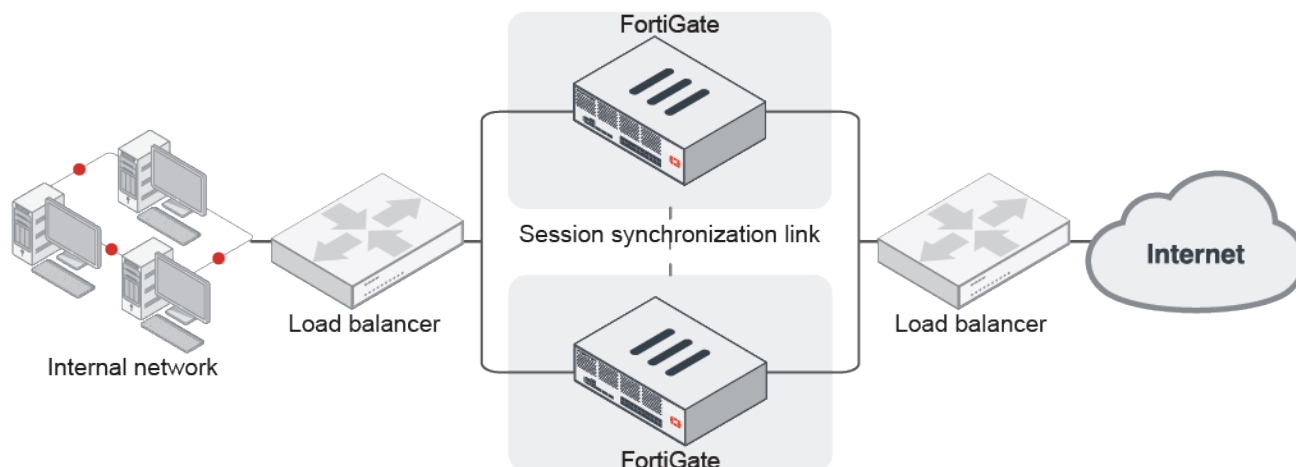 FortiGate
Session synchronization link
Internet
Load balancer
Load balancer
Internal network
FortiGate